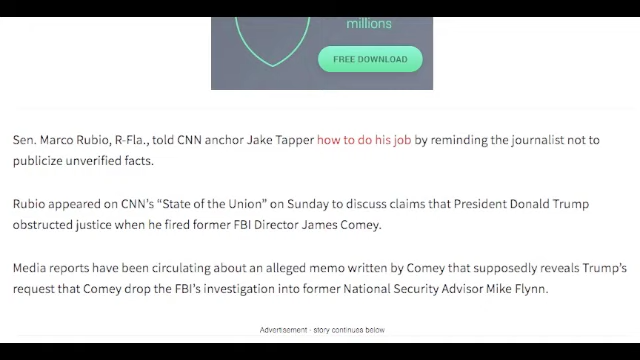 millions
FREE DOWNLOAD
Sen. Marco Rubio, R-Fla., told CNN anchor Jake Tapper how to do his job by reminding the journalist not to
publicize unverified facts.
Rubio appeared on CNN's “State of the Union” on Sunday to discuss claims that President Donald Trump
obstructed justice when he fired former FBI Director James Comey.
Media reports have been circulating about an alleged memo written by Comey that supposedly reveals Trump's
request that Comey drop the FBI's investigation into former National Security Advisor Mike Flynn.
Advertisement - story continues below